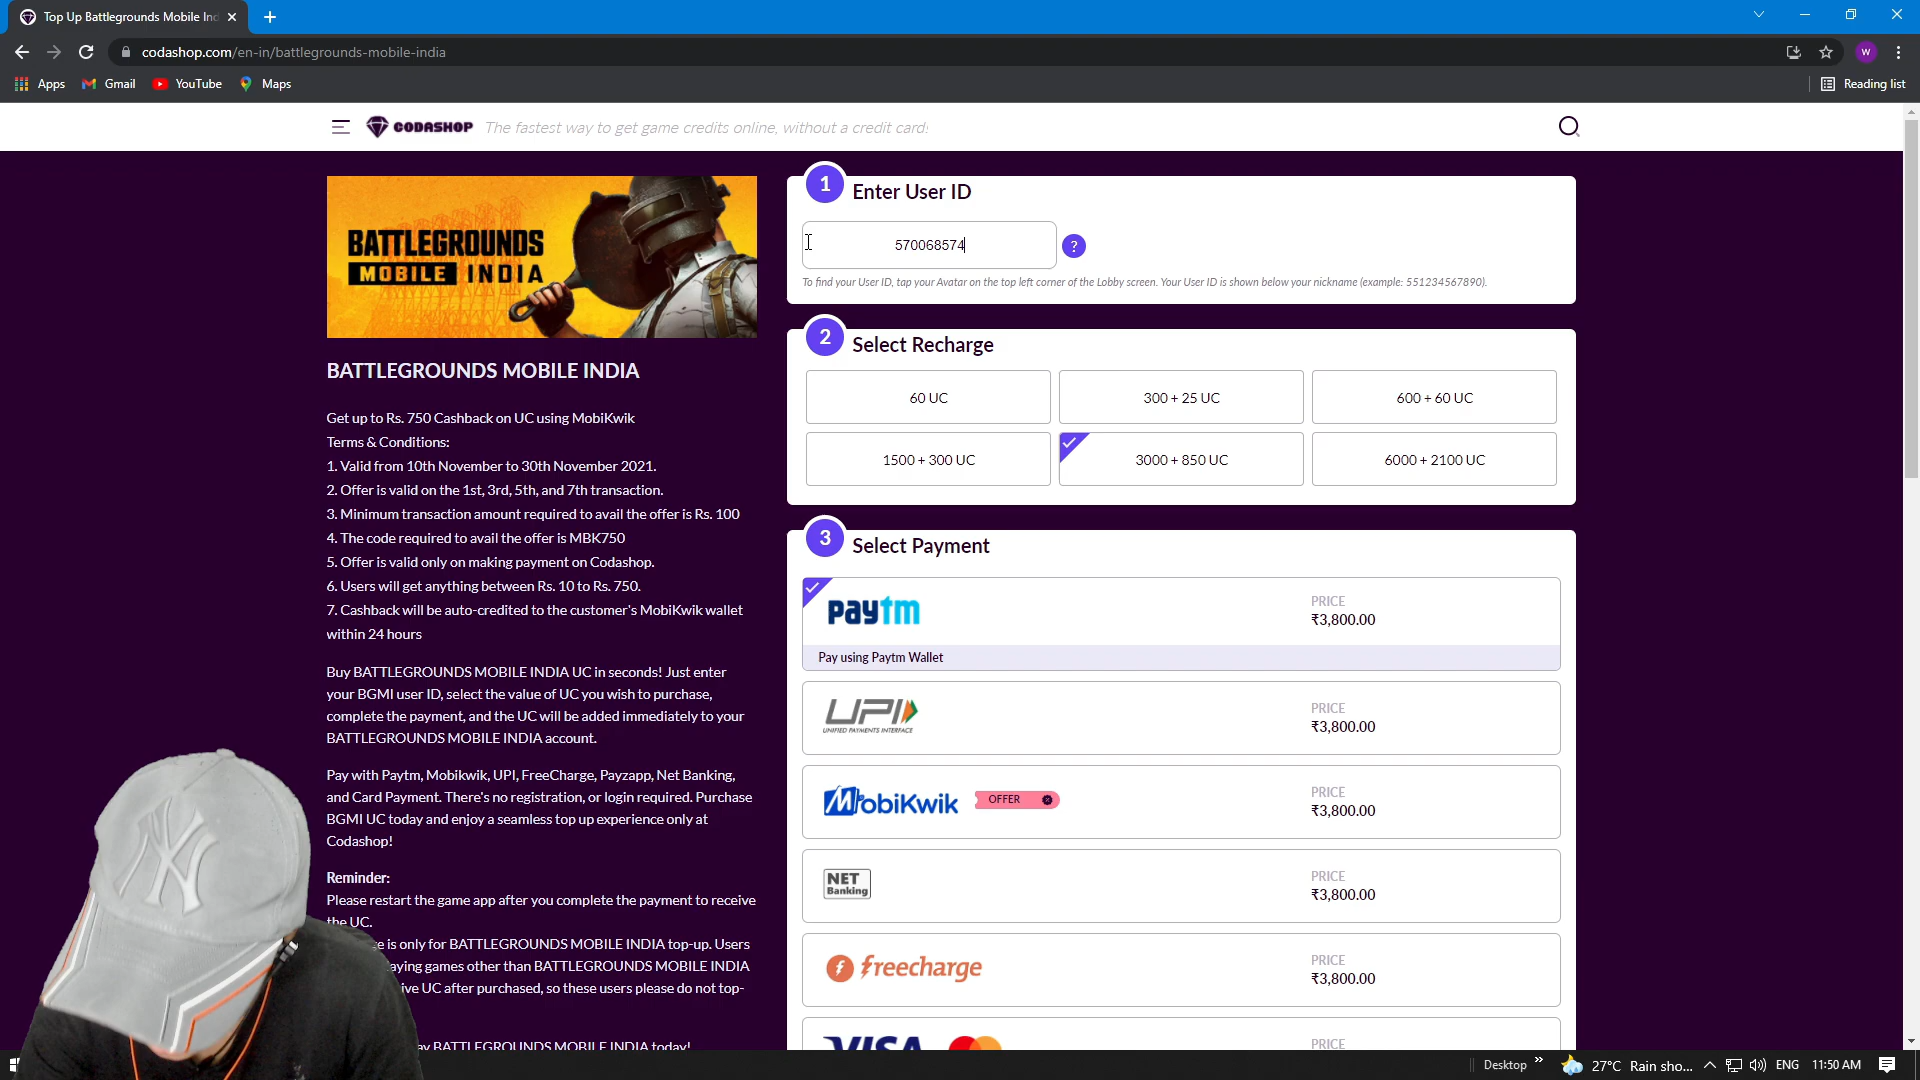 Top Up Battlegrounds Mobile Ind
codashop.com/en-in/battlegrounds-mobile-india
W
Apps
Gmail
YouTube
Maps
Reading list
CODASHOP
The fastest way to get game credits online, without a credit card!
BATTLEGROUNDS
MOBILE INDIA
BATTLEGROUNDS MOBILE INDIA
Get up to Rs. 750 Cashback on UC using MobiKwik
Terms & Conditions:
1. Valid from 10th November to 30th November 2021.
2. Offer is valid on the 1st, 3rd, 5th, and 7th transaction.
3. Minimum transaction amount required to avail the offer is Rs. 100
4. The code required to avail the offer is MBK750
5. Offer is valid only on making payment on Codashop.
6. Users will get anything between Rs. 10 to Rs. 750.
7. Cashback will be auto-credited to the customer's MobiKwik wallet
within 24 hours
Buy BATTLEGROUNDS MOBILE INDIA UC in seconds! Just enter
your BGMI user ID, select the value of UC you wish to purchase,
complete the payment, and the UC will be added immediately to your
BATTLEGROUNDS MOBILE INDIA account.
Pay with Paytm, Mobikwik, UPI, FreeCharge, Payzapp, Net Banking,
and Card Payment. There's no registration, or login required. Purchase
BGMI UC today and enjoy a seamless top up experience only at
Codashop!
Reminder:
Please restart the game app after you complete the payment to receive
the UC.
is only for BATTLEGROUNDS MOBILE INDIA top-up. Users
games other than BATTLEGROUNDS MOBILE INDIA
UC after purchased, so these users please do not top-
BATTLEGROUNDS MOBILE INDIA today!
1 Enter User ID
570068574
?
To find your User ID, tap your Avatar on the top left corner of the Lobby screen. Your User ID is shown below your nickname (example: 551234567890).
2 Select Recharge
60 UC
300 + 25 UC
600 + 60 UC
1500 + 300 UC
3000 + 850 UC
6000 + 2100 UC
3 Select Payment
paytm
PRICE
₹3,800.00
Pay using Paytm Wallet
UPI
UNIFIED PAYMENTS INTERFACE
PRICE
₹3,800.00
MobiKwik
OFFER
PRICE
₹3,800.00
NET
Banking
PRICE
₹3,800.00
freecharge
PRICE
₹3,800.00
VISA
PRICE
NY
Desktop
27°C Rain sho...
ENG
11:50 AM